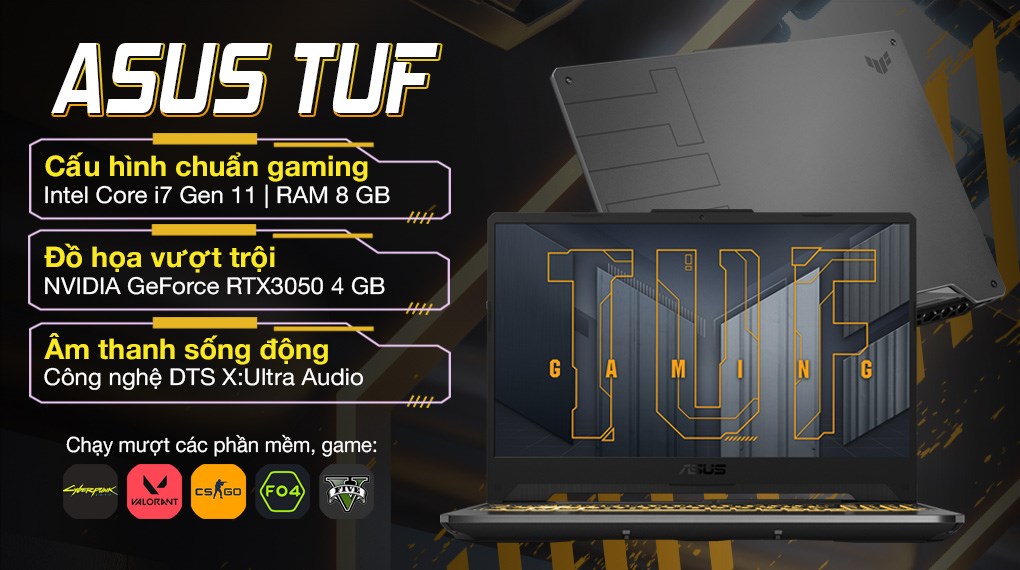 ASUS TUF
Cấu hình chuẩn gaming
Intel Core i7 Gen 11 | RAM 8 GB
Đồ họa vượt trội
NVIDIA GeForce RTX3050 4 GB
Âm thanh sống động
Công nghệ DTS X:Ultra Audio
Chạy mượt các phần mềm, game:
CYBERPUNK
VALORANT
CS GO
FO4
V
FIVE
TUF
GAMING
ASUS